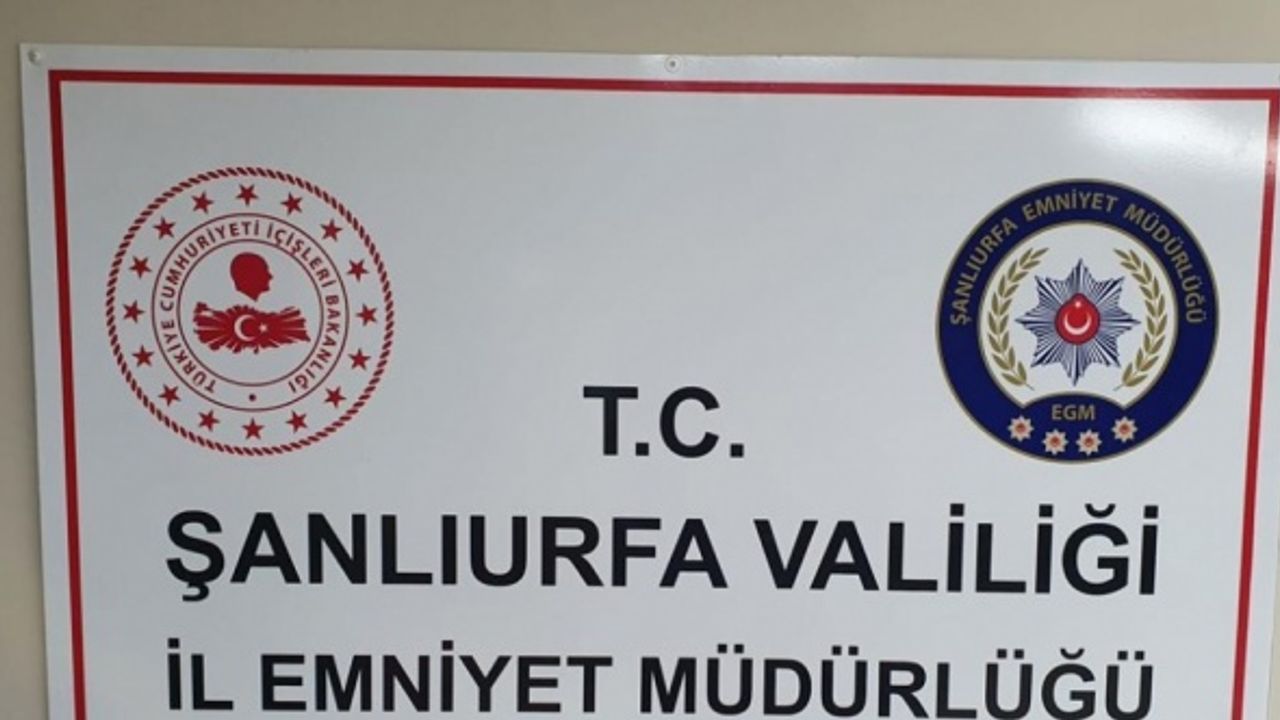 TÜRKİYE CUMHURİYETİ İÇİŞLERİ BAKANLIĞI
ŞANLIURFA EMNİYET MÜDÜRLÜĞÜ
EGM
T.C.
ŞANLIURFA VALİLİĞİ
İL EMNİYET MÜDÜRLÜĞÜ